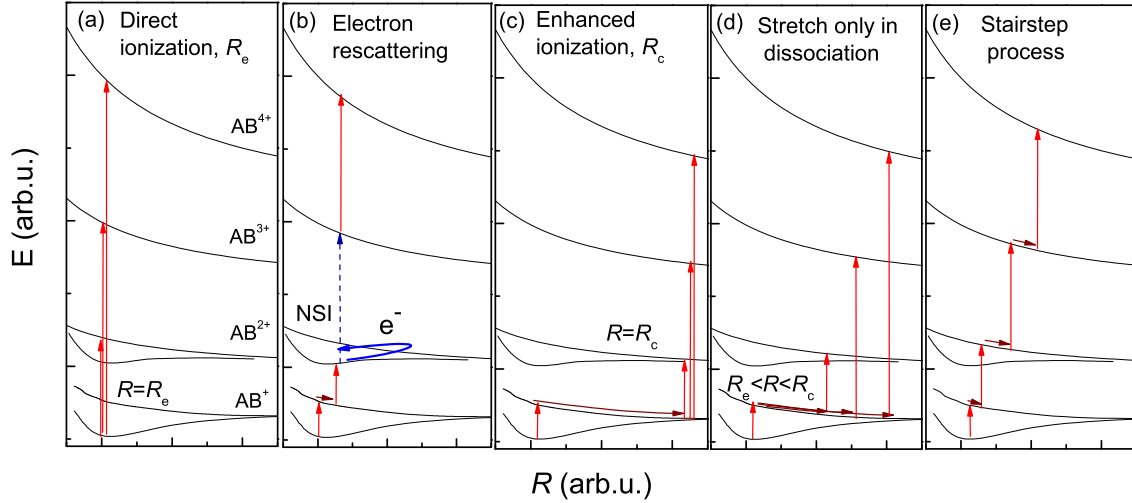 (a) Direct
ionization, Re
(b) Electron
rescattering
(c) Enhanced
ionization, Rc
(d) Stretch only in
dissociation
(e) Stairstep
process
E (arb.u.)
AB4+
AB3+
AB2+
AB+
R=Re
NSI
e-
R=Rc
Re<R<Rc
R (arb.u.)